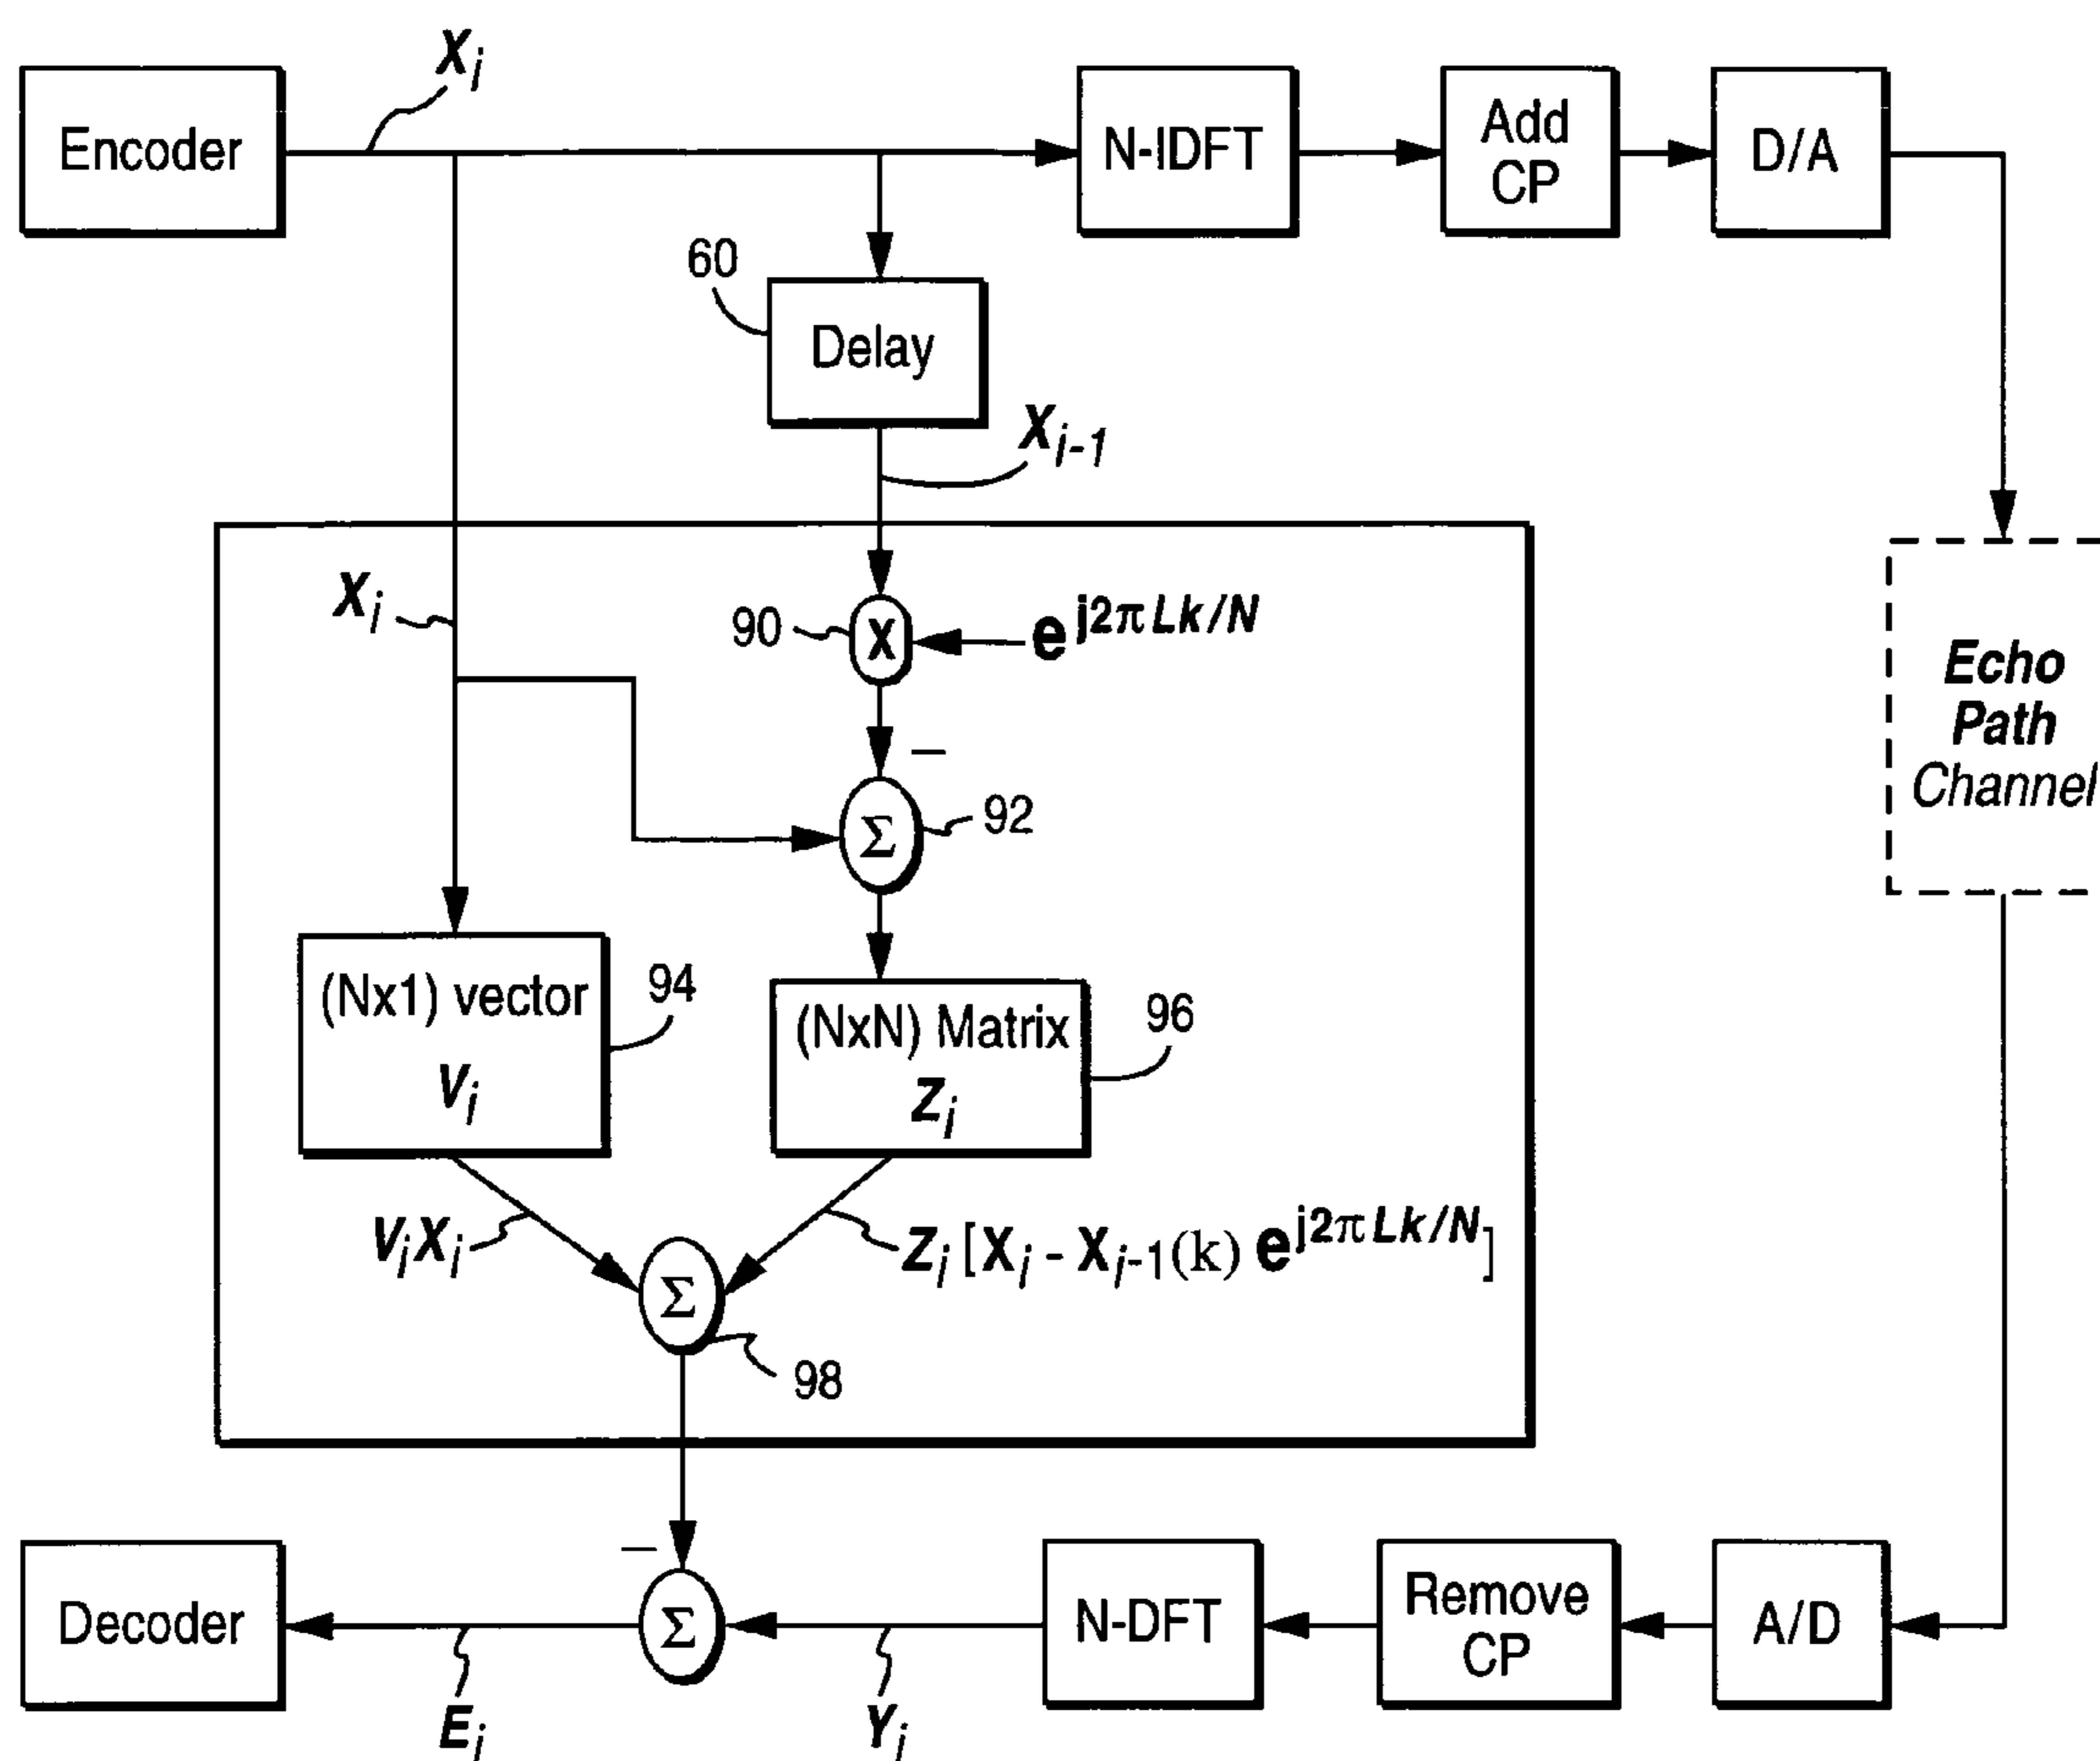 X_i
Encoder
N-IDFT
Add
CP
D/A
60
Delay
X_{i-1}
X_i
90
X
e^{j2πLk/N}
Echo
Path
Channel
–
Σ
92
(Nx1) vector
V_i
94
(NxN) Matrix
Z_i
96
V_iX_i
Z_i [X_i - X_{i-1}(k) e^{j2πLk/N}]
Σ
98
–
Decoder
Σ
N-DFT
Remove
CP
A/D
E_i
Y_i